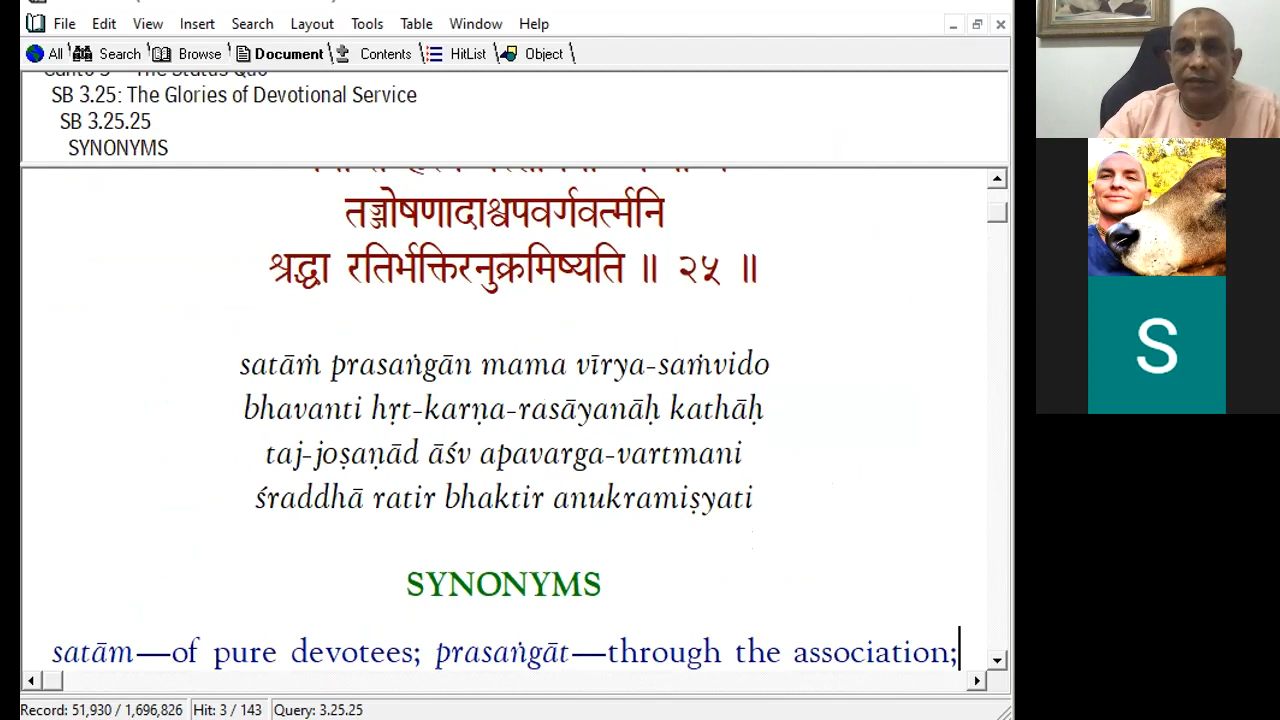 File Edit View Insert Search Layout Tools Table Window Help
All Search Browse Document Contents HitList Object
SB 3.25: The Glories of Devotional Service
SB 3.25.25
SYNONYMS
तज्जोषणादाश्वपवर्गवर्त्मनि
श्रद्धा रतिर्भक्तिरनुक्रमिष्यति ॥ २५ ॥
satāṁ prasaṅgān mama vīrya-saṁvido
bhavanti hṛt-karṇa-rasāyanāḥ kathāḥ
taj-joṣaṇād āśv apavarga-vartmani
śraddhā ratir bhaktir anukramiṣyati
SYNONYMS
satām—of pure devotees; prasaṅgāt—through the association;
Record: 51,930 / 1,696,826 Hit: 3 / 143 Query: 3.25.25
S